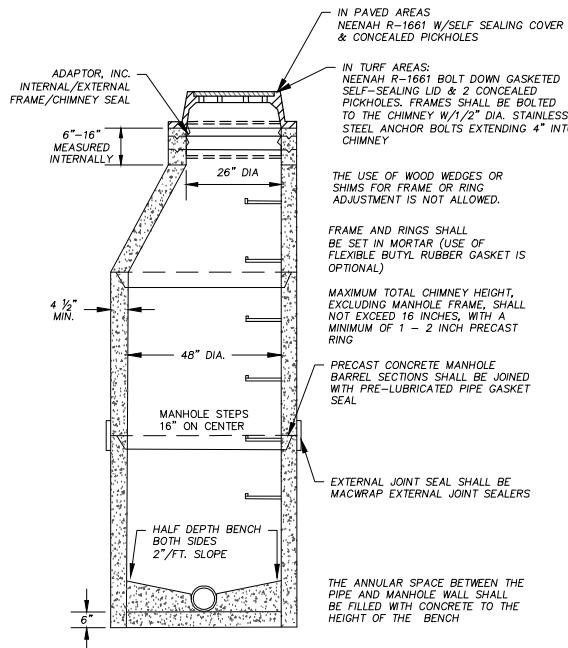 IN PAVED AREAS
NEENAH R-1661 W/SELF SEALING COVER
& CONCEALED PICKHOLES
ADAPTOR, INC.
INTERNAL/EXTERNAL
FRAME/CHIMNEY SEAL
IN TURF AREAS:
NEENAH R-1661 BOLT DOWN GASKETED
SELF-SEALING LID & 2 CONCEALED
PICKHOLES. FRAMES SHALL BE BOLTED
TO THE CHIMNEY W/1/2" DIA. STAINLESS
STEEL ANCHOR BOLTS EXTENDING 4" INTO
CHIMNEY
6"-16"
MEASURED
INTERNALLY
26" DIA
THE USE OF WOOD WEDGES OR
SHIMS FOR FRAME OR RING
ADJUSTMENT IS NOT ALLOWED.
FRAME AND RINGS SHALL
BE SET IN MORTAR (USE OF
FLEXIBLE BUTYL RUBBER GASKET IS
OPTIONAL)
4 ½"
MIN.
MAXIMUM TOTAL CHIMNEY HEIGHT,
EXCLUDING MANHOLE FRAME, SHALL
NOT EXCEED 16 INCHES, WITH A
MINIMUM OF 1 - 2 INCH PRECAST
RING
48" DIA.
PRECAST CONCRETE MANHOLE
BARREL SECTIONS SHALL BE JOINED
WITH PRE-LUBRICATED PIPE GASKET
SEAL
MANHOLE STEPS
16" ON CENTER
EXTERNAL JOINT SEAL SHALL BE
MACWRAP EXTERNAL JOINT SEALERS
HALF DEPTH BENCH
BOTH SIDES
2"/FT. SLOPE
THE ANNULAR SPACE BETWEEN THE
PIPE AND MANHOLE WALL SHALL
BE FILLED WITH CONCRETE TO THE
HEIGHT OF THE BENCH
6"